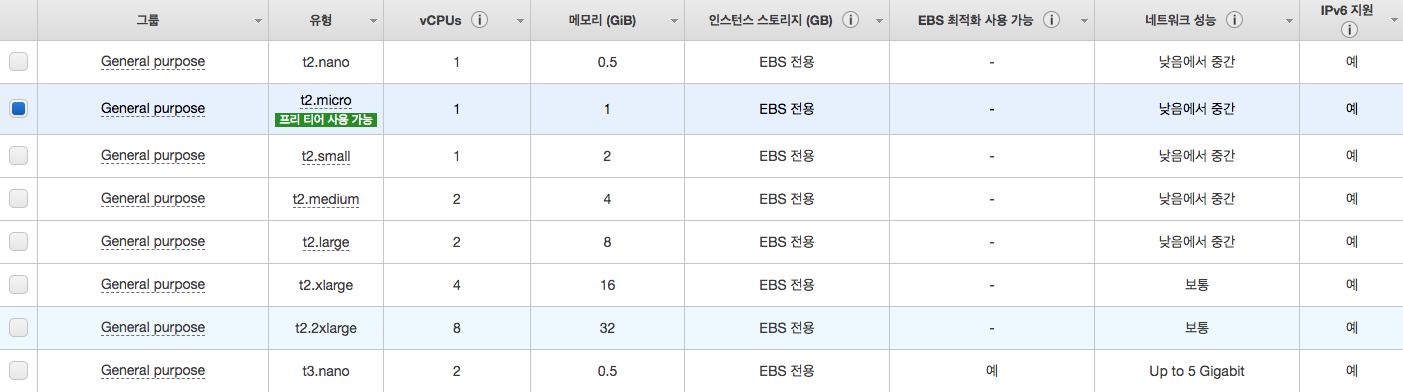 그룹 유형 vCPUs 메모리 (GiB) 인스턴스 스토리지 (GB) EBS 최적화 사용 가능 네트워크 성능 IPv6 지원
General purpose t2.nano 1 0.5 EBS 전용 - 낮음에서 중간 예
General purpose t2.micro 1 1 EBS 전용 - 낮음에서 중간 예
프리 티어 사용 가능
General purpose t2.small 1 2 EBS 전용 - 낮음에서 중간 예
General purpose t2.medium 2 4 EBS 전용 - 낮음에서 중간 예
General purpose t2.large 2 8 EBS 전용 - 낮음에서 중간 예
General purpose t2.xlarge 4 16 EBS 전용 - 보통 예
General purpose t2.2xlarge 8 32 EBS 전용 - 보통 예
General purpose t3.nano 2 0.5 EBS 전용 예 Up to 5 Gigabit 예